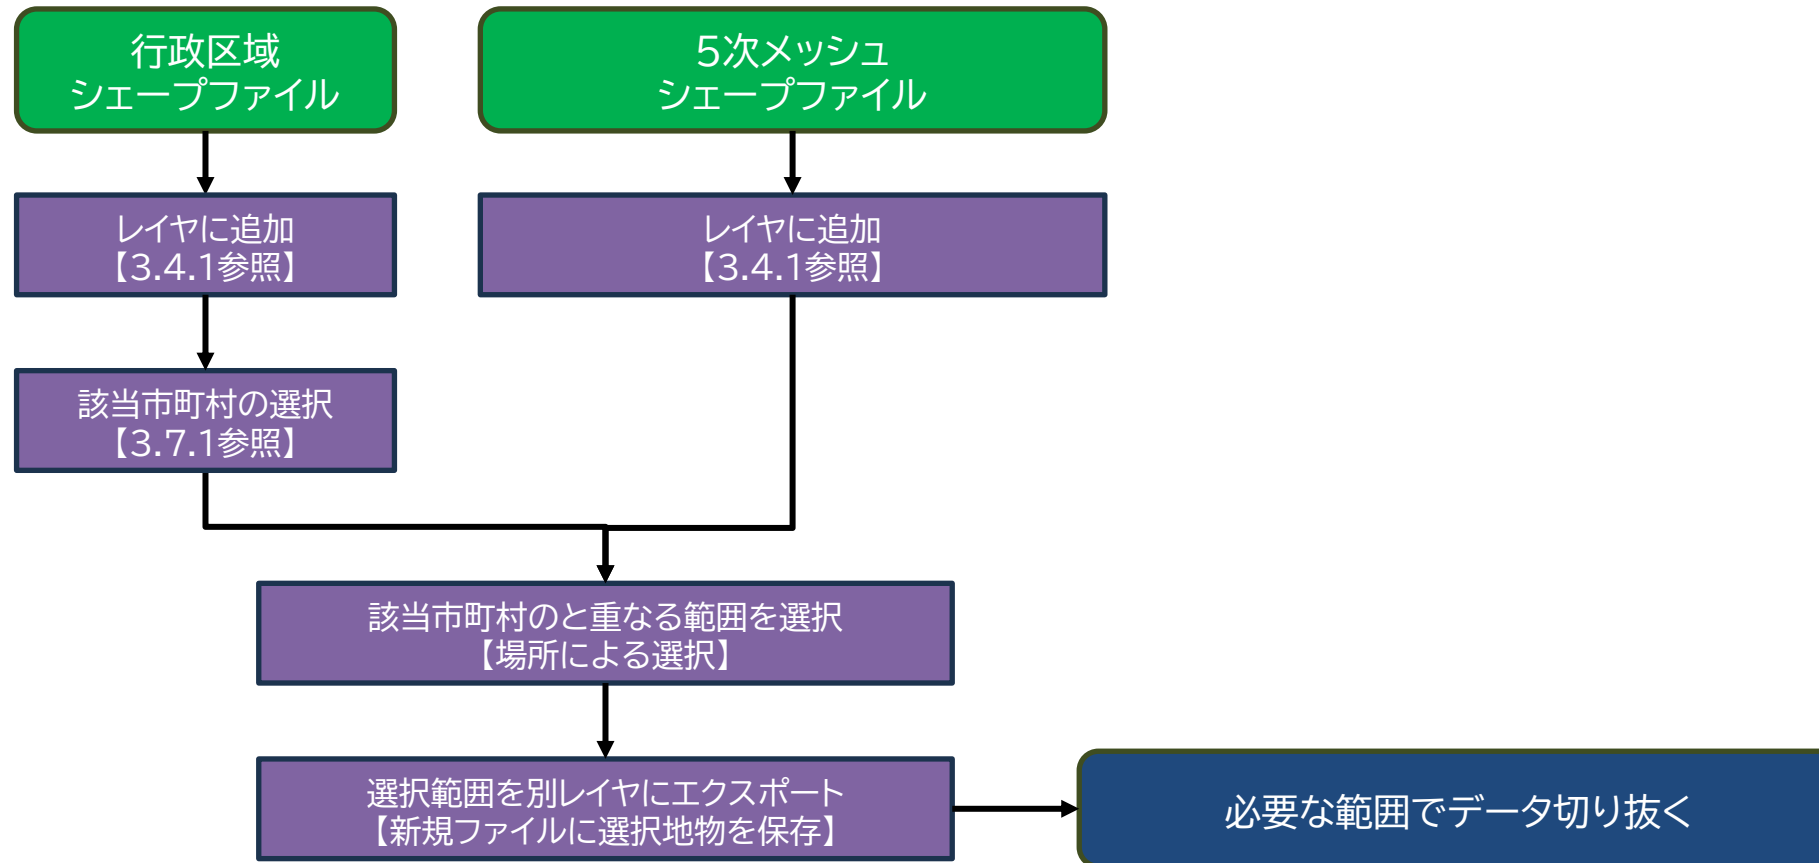 行政区域
シェープファイル
5次メッシュ
シェープファイル
レイヤに追加
【3.4.1参照】
レイヤに追加
【3.4.1参照】
該当市町村の選択
【3.7.1参照】
該当市町村のと重なる範囲を選択
【場所による選択】
選択範囲を別レイヤにエクスポート
【新規ファイルに選択地物を保存】
必要な範囲でデータ切り抜く